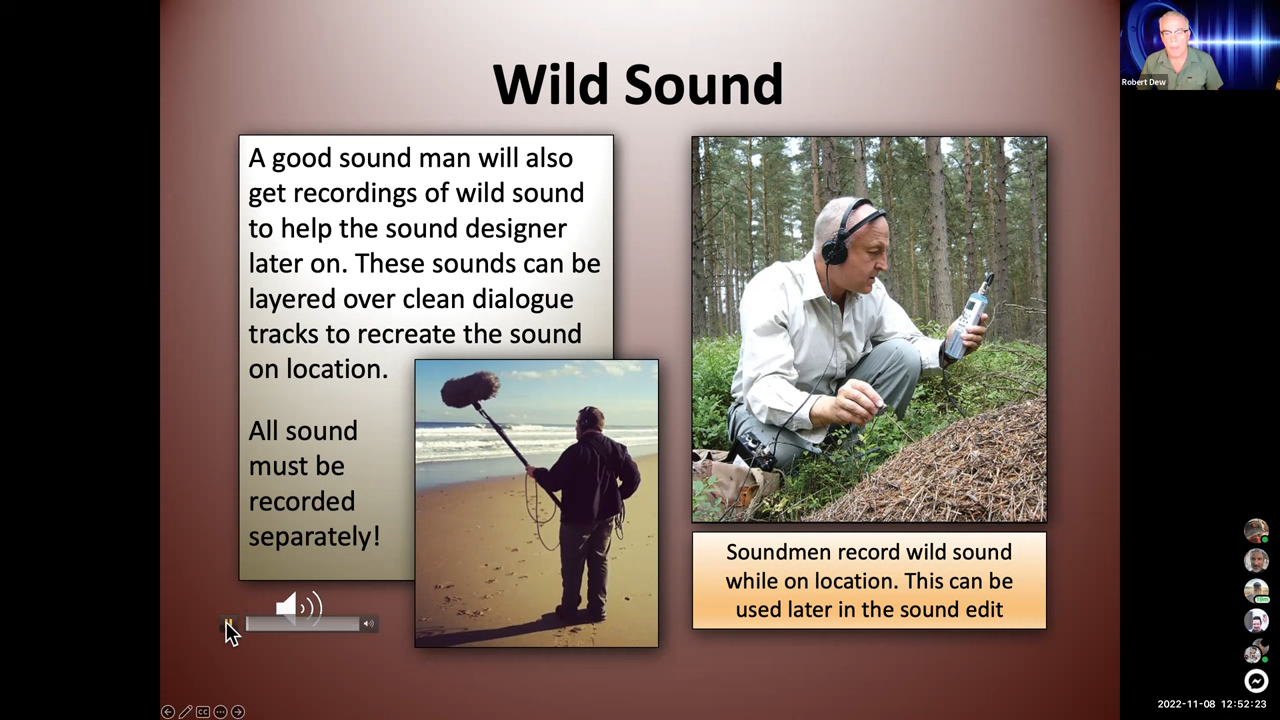 Wild Sound
A good sound man will also
get recordings of wild sound
to help the sound designer
later on. These sounds can be
layered over clean dialogue
tracks to recreate the sound
on location.
All sound
must be
recorded
separately!
Soundmen record wild sound
while on location. This can be
used later in the sound edit
Robert Dew
CC
2022-11-08 12:52:23